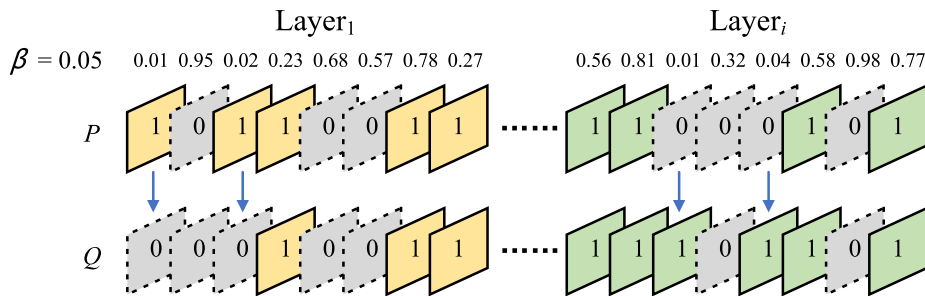 Layer₁ Layerᵢ
β = 0.05 0.01 0.95 0.02 0.23 0.68 0.57 0.78 0.27 0.56 0.81 0.01 0.32 0.04 0.58 0.98 0.77
P 1 0 1 1 0 0 1 1 ...... 1 1 0 0 0 1 0 1
Q 0 0 0 1 0 0 1 1 ...... 1 1 1 0 1 1 0 1